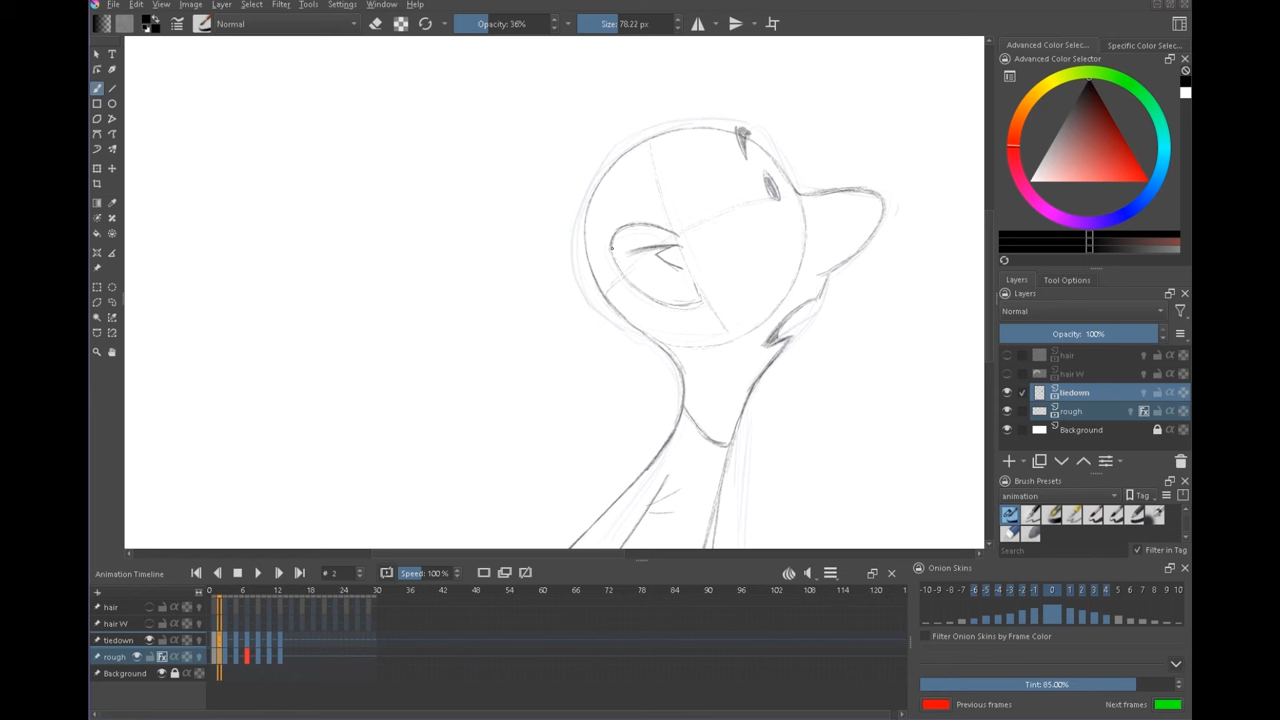 File Edit View Image Layer Select Filter Tools Settings Window Help
Normal Opacity: 36% Size: 78.22 px
Advanced Color Selec... Specific Color Selec...
Advanced Color Selector
Layers Tool Options
Layers
Normal
Opacity: 100%
hair
hair W
tiedown
rough
Background
Brush Presets
animation Tag
Search Filter in Tag
Animation Timeline # 2 Speed: 100 %
0 6 12 18 24 30 36 42 48 54 60 66 72 78 84 90 96 102 108 114 120
hair
hair W
tiedown
rough
Background
Onion Skins
-10 -9 -8 -7 -6 -5 -4 -3 -2 -1 0 1 2 3 4 5 6 7 8 9 10
Filter Onion Skins by Frame Color
Tint: 85.00%
Previous frames Next frames